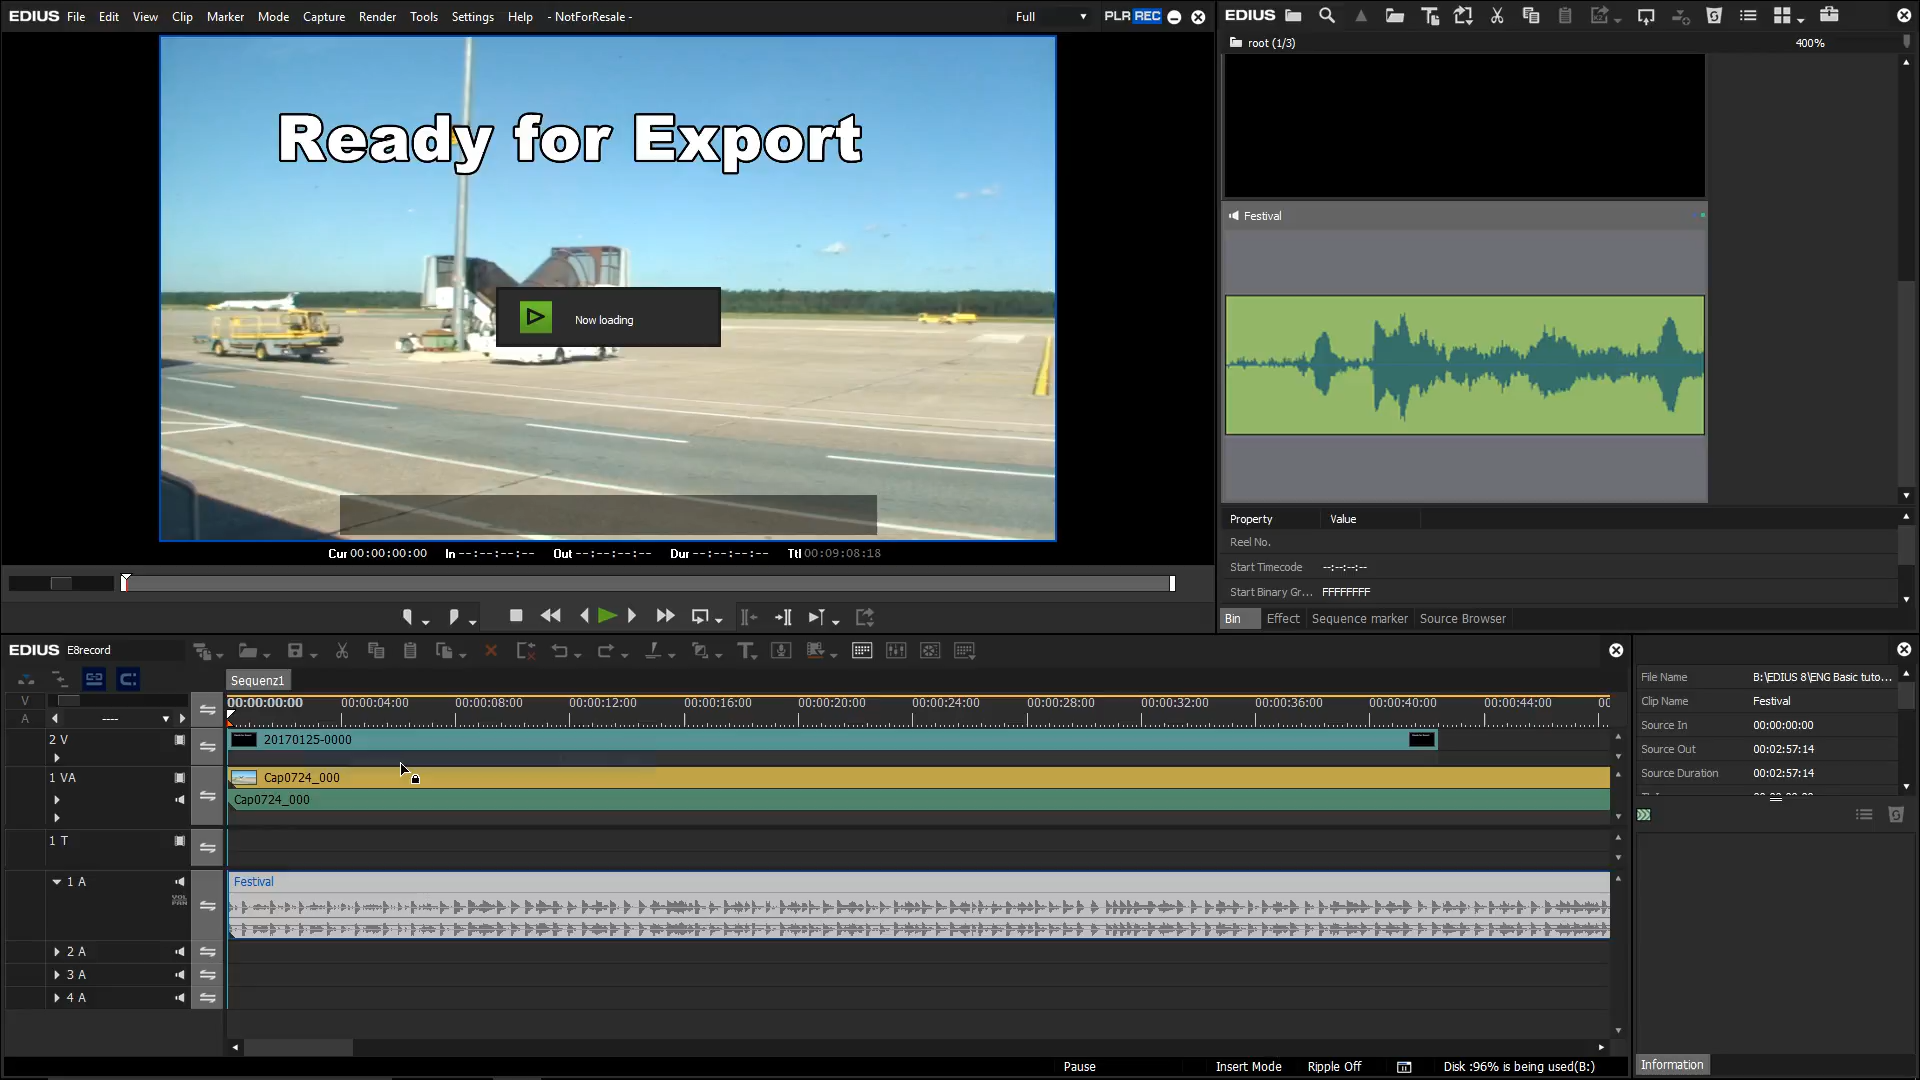 EDIUS File Edit View Clip Marker Mode Capture Render Tools Settings Help - NotForResale - Full PLR REC
Ready for Export
Now loading
Cur 00:00:00:00 In --:--:--:-- Out --:--:--:-- Dur --:--:--:-- Ttl 00:09:08:18
EDIUS
root (1/3) 400%
Festival
Property Value
Reel No.
Start Timecode --:--:--:--
Start Binary Gr... FFFFFFFF
Bin Effect Sequence marker Source Browser
EDIUS E8record
Sequenz1
V
A ----
00:00:00:00 00:00:04:00 00:00:08:00 00:00:12:00 00:00:16:00 00:00:20:00 00:00:24:00 00:00:28:00 00:00:32:00 00:00:36:00 00:00:40:00 00:00:44:00 00
2 V 20170125-0000
1 VA Cap0724_000
Cap0724_000
1 T
1 A Festival
VOL
PAN
2 A
3 A
4 A
File Name B:\EDIUS 8\ENG Basic tuto...
Clip Name Festival
Source In 00:00:00:00
Source Out 00:02:57:14
Source Duration 00:02:57:14
Information
Pause Insert Mode Ripple Off Disk :96% is being used(B:)